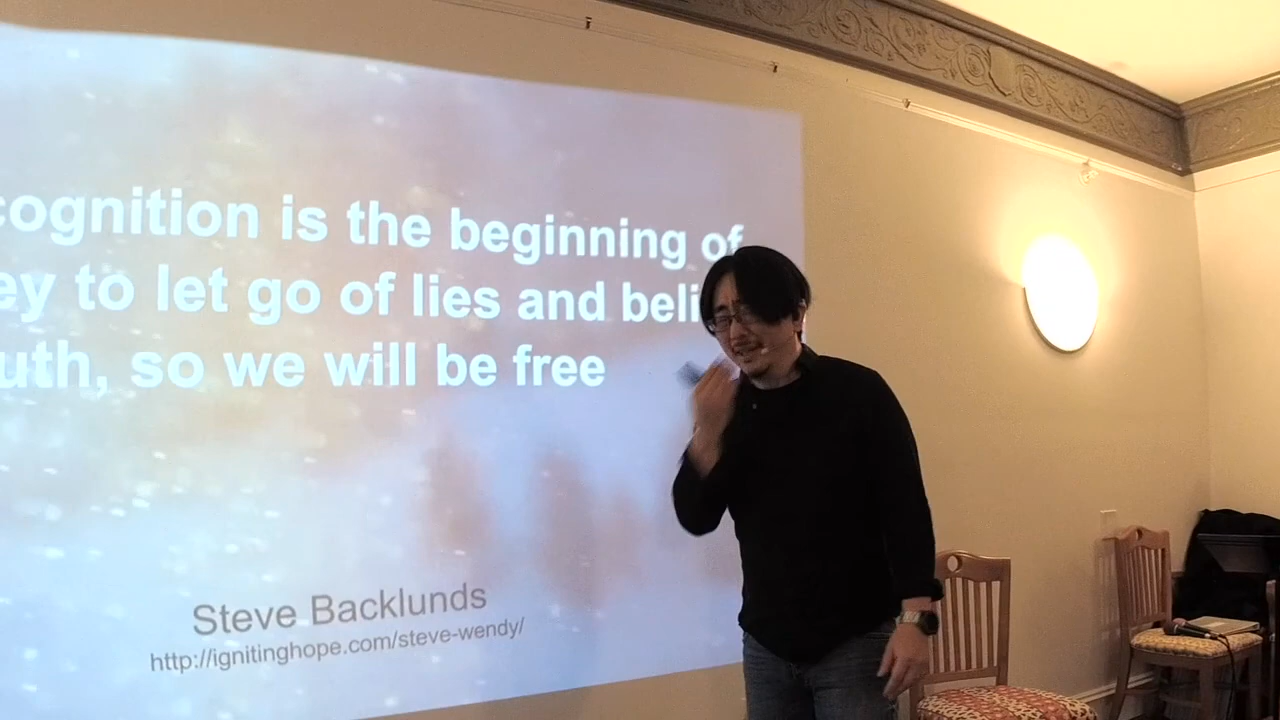 cognition is the beginning of
ey to let go of lies and beli
uth, so we will be free
Steve Backlunds
http://ignitinghope.com/steve-wendy/